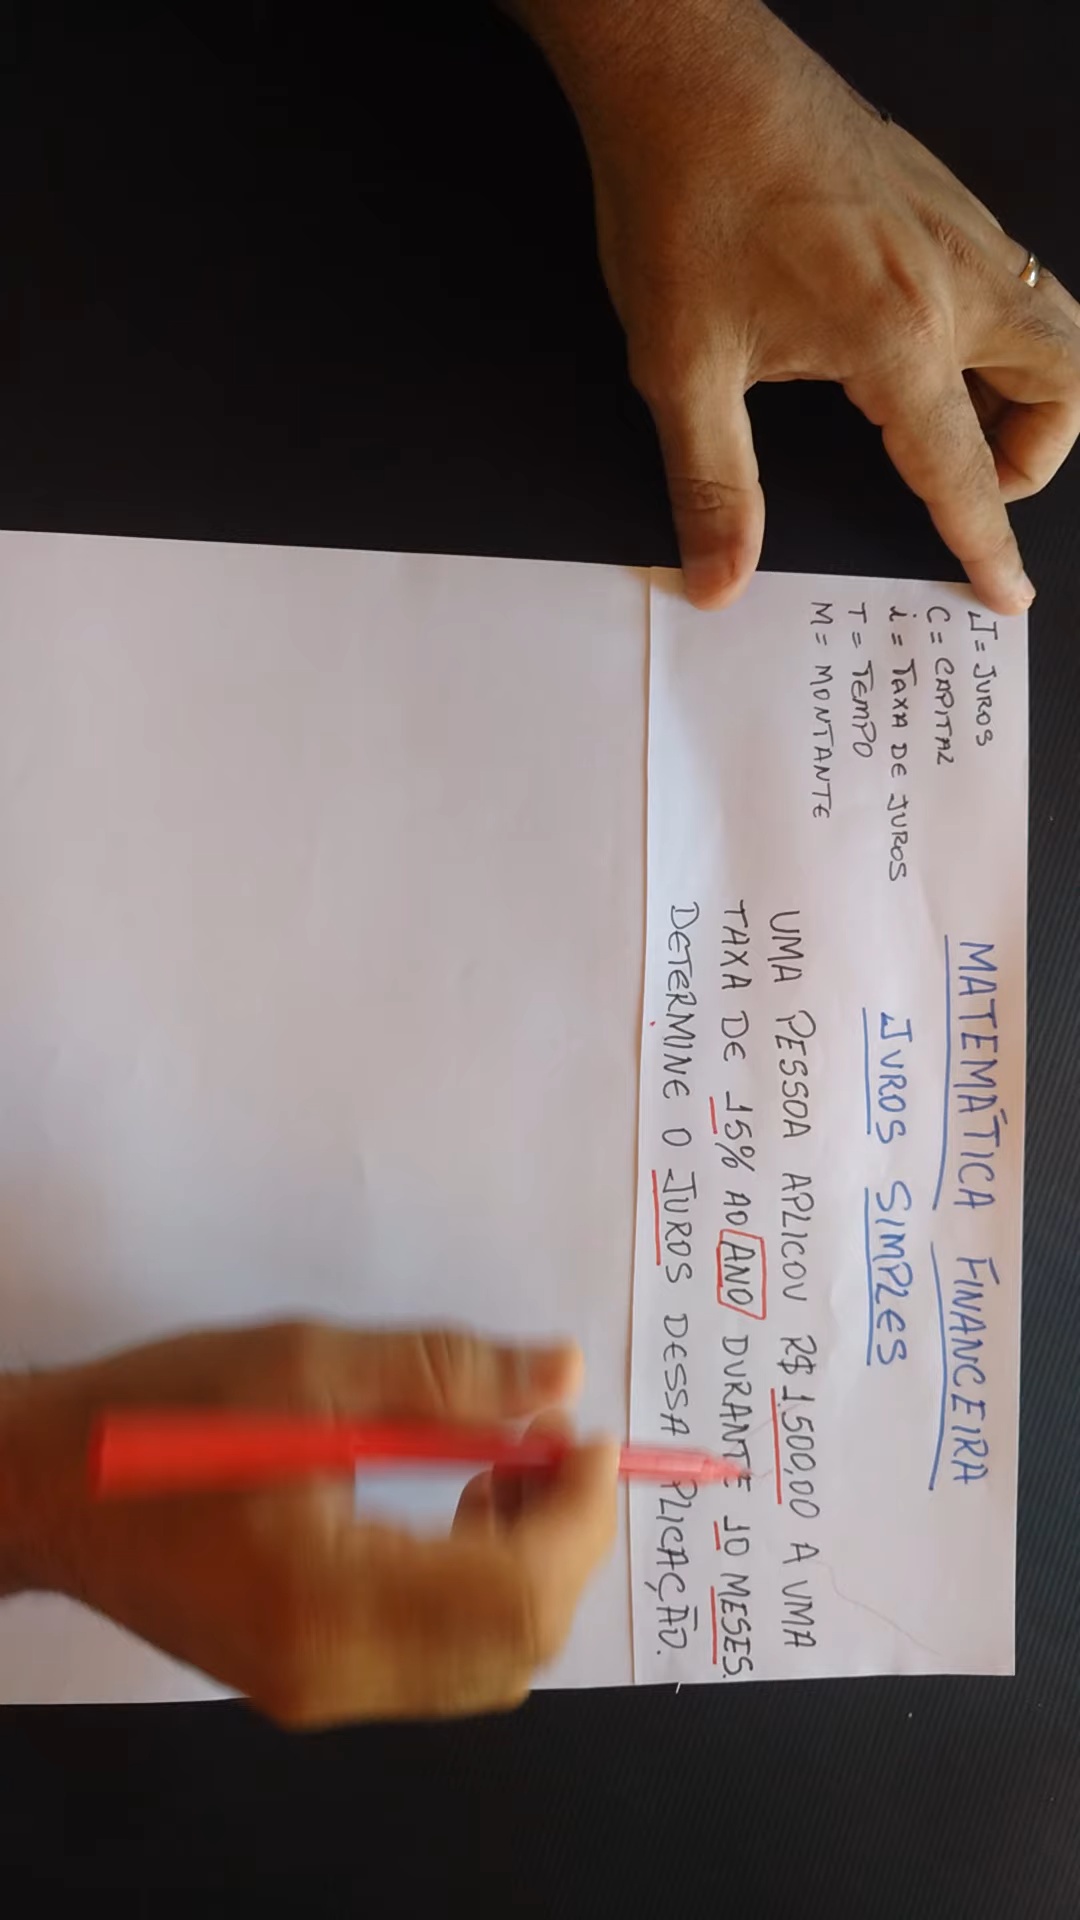 J = JUROS
C = CAPITAL
i = TAXA DE JUROS
T = TEMPO
M = MONTANTE
MATEMÁTICA FINANCEIRA
JUROS SIMPLES
UMA PESSOA APLICOU R$ 1.500,00 A UMA
TAXA DE 15% AO ANO DURANTE 10 MESES.
DETERMINE O JUROS DESSA PLICAÇÃO.